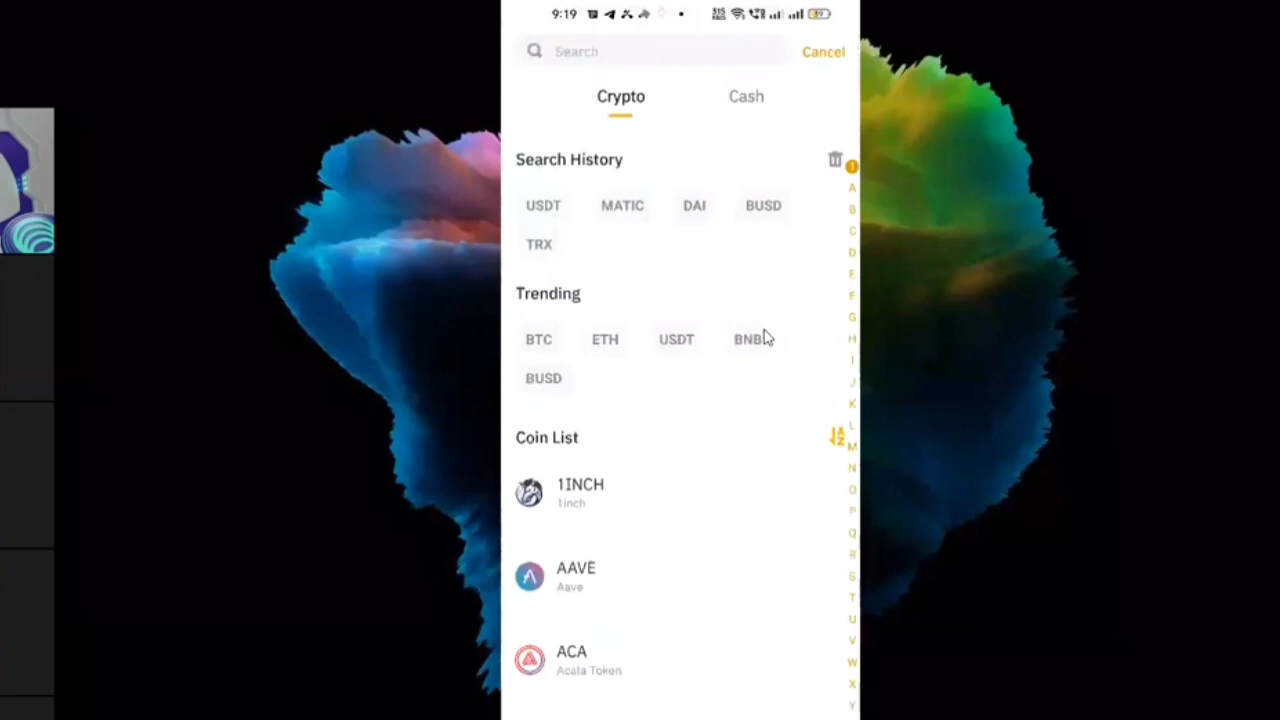 9:19
Search Cancel
Crypto Cash
Search History
USDT MATIC DAI BUSD
TRX
Trending
BTC ETH USDT BNB
BUSD
Coin List
1INCH
1inch
AAVE
Aave
ACA
Acala Token
1
A
B
C
D
E
F
G
H
I
J
K
L
M
N
O
P
Q
R
S
T
U
V
W
X
Y